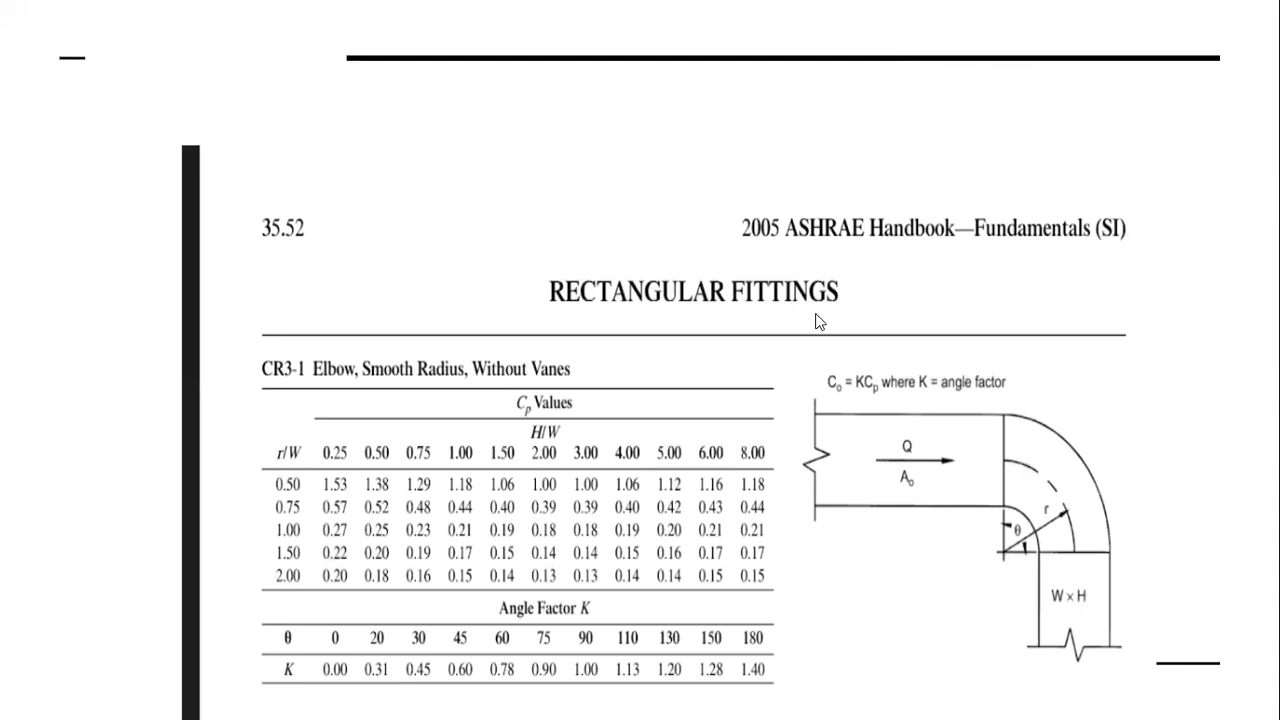 35.52 2005 ASHRAE Handbook—Fundamentals (SI)
RECTANGULAR FITTINGS
CR3-1 Elbow, Smooth Radius, Without Vanes
Cp Values
H/W
r/W 0.25 0.50 0.75 1.00 1.50 2.00 3.00 4.00 5.00 6.00 8.00
0.50 1.53 1.38 1.29 1.18 1.06 1.00 1.00 1.06 1.12 1.16 1.18
0.75 0.57 0.52 0.48 0.44 0.40 0.39 0.39 0.40 0.42 0.43 0.44
1.00 0.27 0.25 0.23 0.21 0.19 0.18 0.18 0.19 0.20 0.21 0.21
1.50 0.22 0.20 0.19 0.17 0.15 0.14 0.14 0.15 0.16 0.17 0.17
2.00 0.20 0.18 0.16 0.15 0.14 0.13 0.13 0.14 0.14 0.15 0.15
Angle Factor K
θ 0 20 30 45 60 75 90 110 130 150 180
K 0.00 0.31 0.45 0.60 0.78 0.90 1.00 1.13 1.20 1.28 1.40
Co = KCp where K = angle factor
Q
Ao
r
θ
W x H